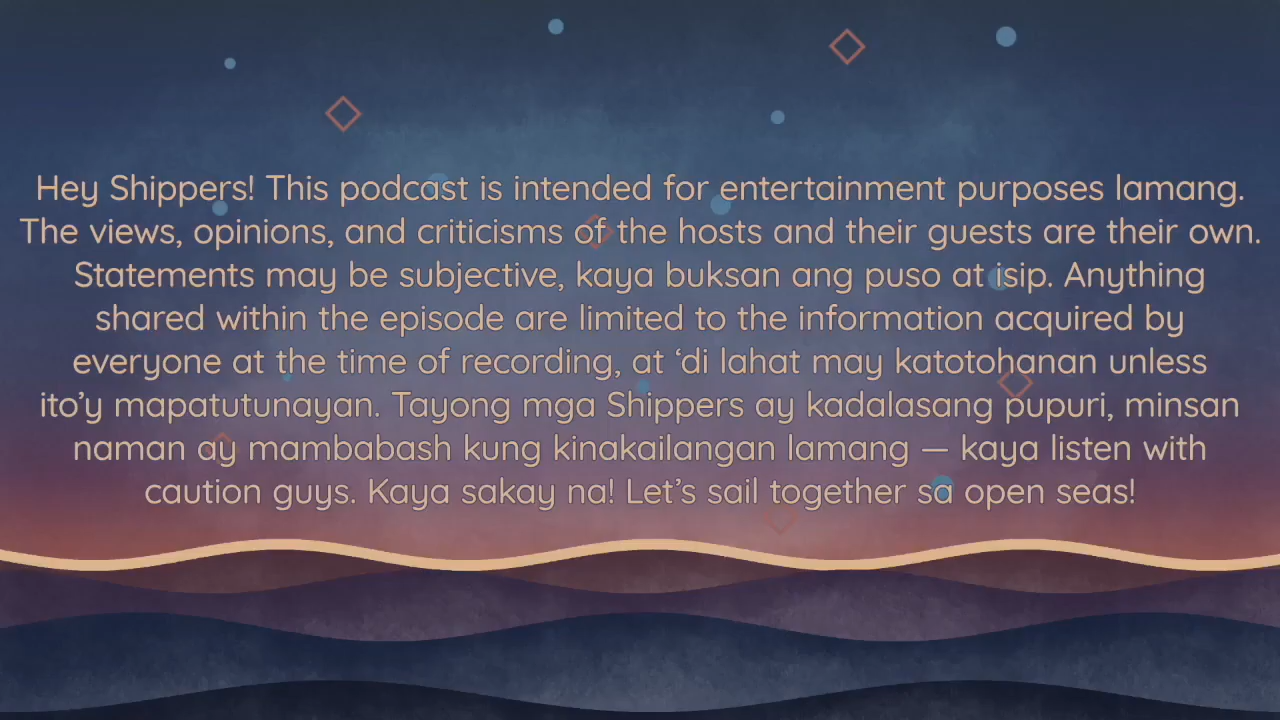 Hey Shippers! This podcast is intended for entertainment purposes lamang.
The views, opinions, and criticisms of the hosts and their guests are their own.
Statements may be subjective, kaya buksan ang puso at isip. Anything
shared within the episode are limited to the information acquired by
everyone at the time of recording, at ‘di lahat may katotohanan unless
ito’y mapatutunayan. Tayong mga Shippers ay kadalasang pupuri, minsan
naman ay mambabash kung kinakailangan lamang — kaya listen with
caution guys. Kaya sakay na! Let’s sail together sa open seas!